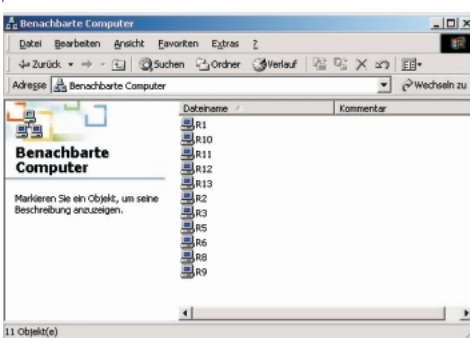 Benachbarte Computer
Datei Bearbeiten Ansicht Favoriten Extras ?
Zurück Suchen Ordner Verlauf
Adresse Benachbarte Computer Wechseln zu
Dateiname Kommentar
Benachbarte
Computer
Markieren Sie ein Objekt, um seine
Beschreibung anzuzeigen.
R1
R10
R11
R12
R13
R2
R3
R5
R6
R8
R9
11 Objekt(e)